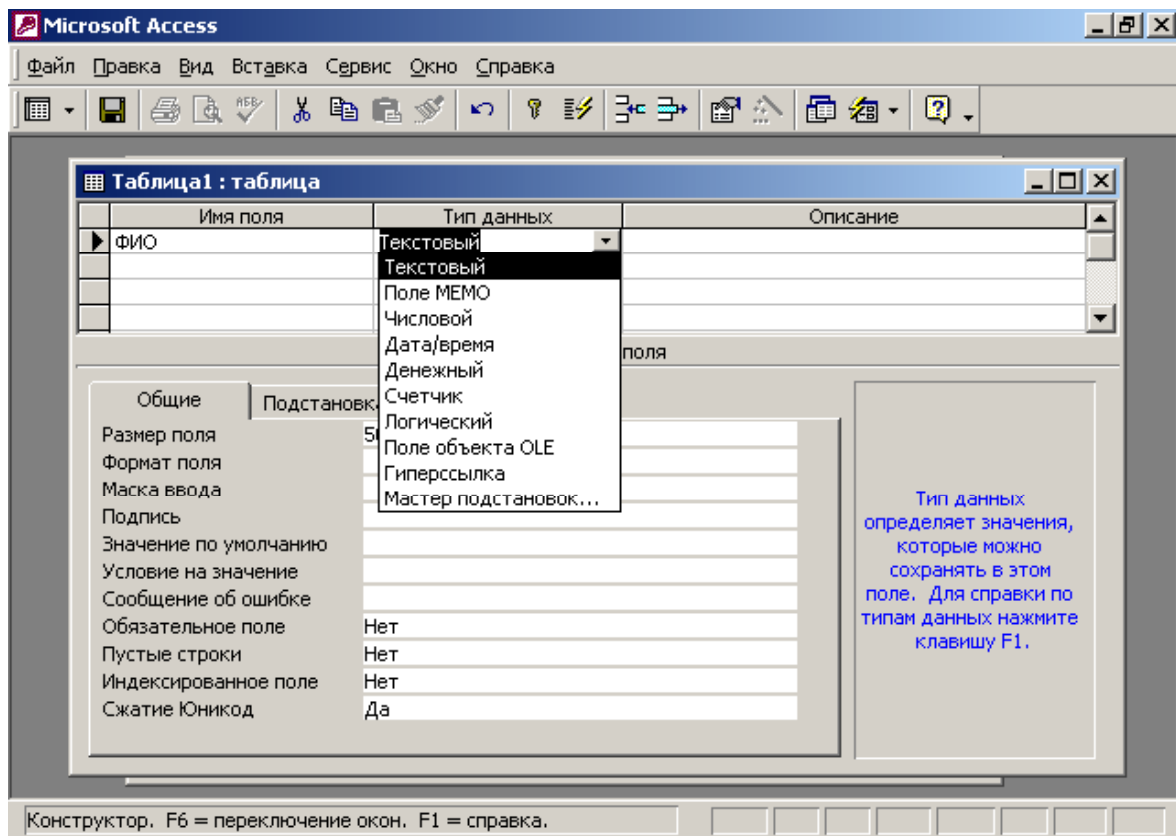 Microsoft Access
Файл Правка Вид Вставка Сервис Окно Справка
Таблица1 : таблица
Имя поля Тип данных Описание
ФИО Текстовый
Текстовый
Поле МЕМО
Числовой
Дата/время
Денежный
Счетчик
Логический
Поле объекта OLE
Гиперссылка
Мастер подстановок...
поля
Общие
Размер поля
Формат поля
Маска ввода
Подпись
Значение по умолчанию
Условие на значение
Сообщение об ошибке
Обязательное поле Нет
Пустые строки Нет
Индексированное поле Нет
Сжатие Юникод Да
Тип данных
определяет значения,
которые можно
сохранять в этом
поле. Для справки по
типам данных нажмите
клавишу F1.
Конструктор. F6 = переключение окон. F1 = справка.